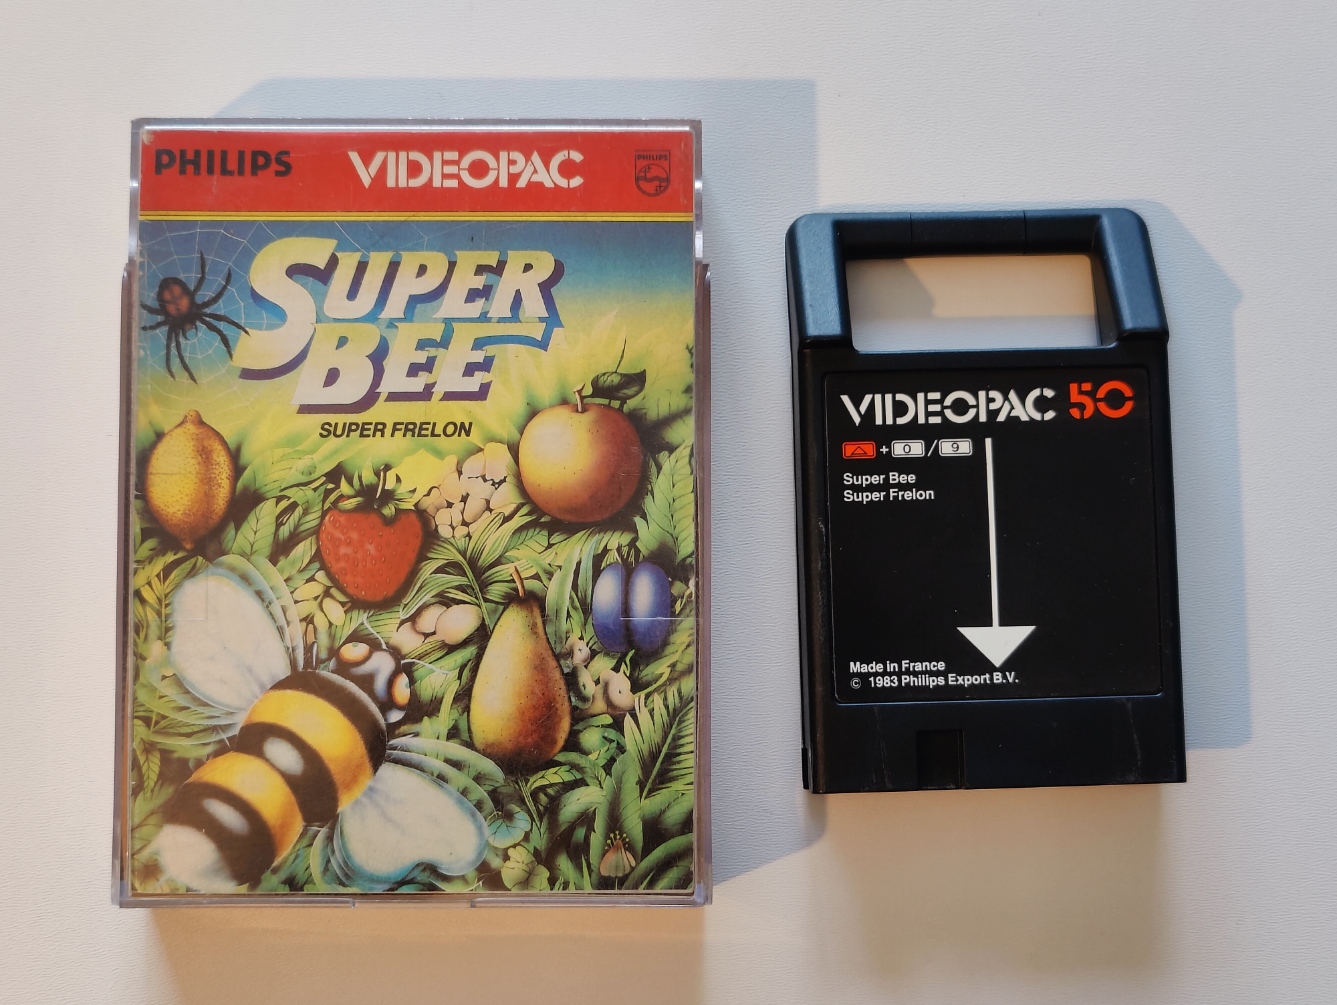 PHILIPS VIDEOPAC PHILIPS
SUPER
BEE
SUPER FRELON
VIDEOPAC 50
+ 0 / 9
Super Bee
Super Frelon
Made in France
© 1983 Philips Export B.V.